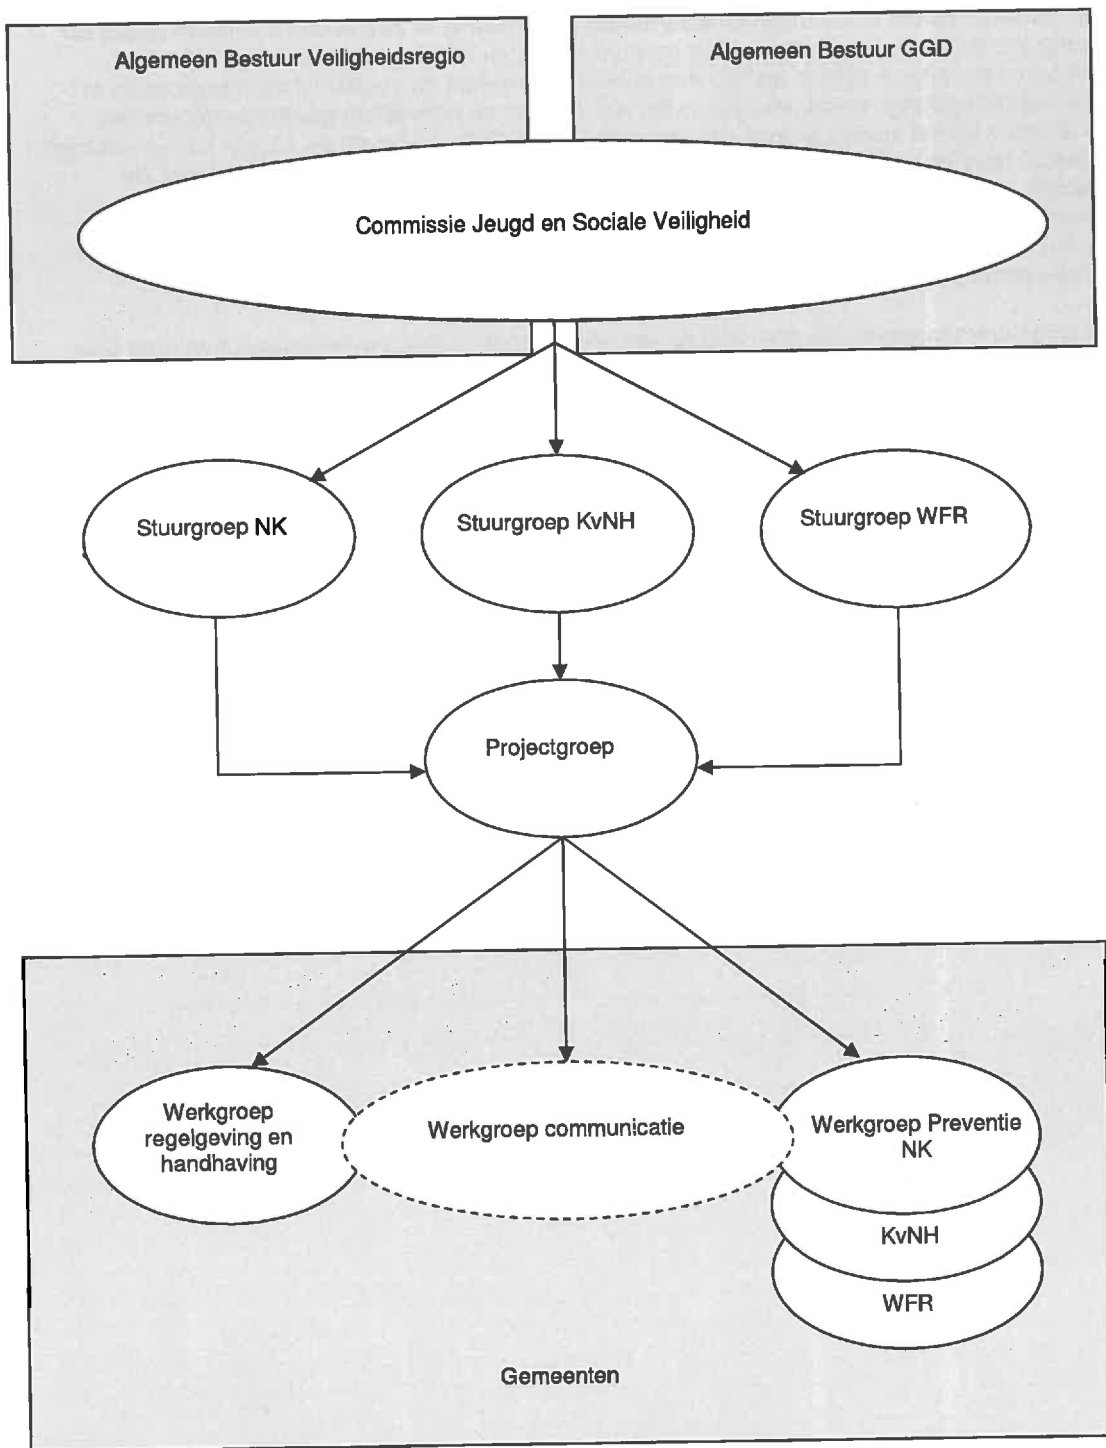 Algemeen Bestuur Veiligheidsregio
Algemeen Bestuur GGD
Commissie Jeugd en Sociale Veiligheid
Stuurgroep NK
Stuurgroep KvNH
Stuurgroep WFR
Projectgroep
Werkgroep
regelgeving en
handhaving
Werkgroep communicatie
Werkgroep Preventie
NK
KvNH
WFR
Gemeenten